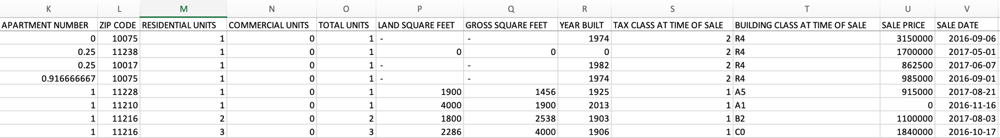 K L M N O P Q R S T U V
APARTMENT NUMBER ZIP CODE RESIDENTIAL UNITS COMMERCIAL UNITS TOTAL UNITS LAND SQUARE FEET GROSS SQUARE FEET YEAR BUILT TAX CLASS AT TIME OF SALE BUILDING CLASS AT TIME OF SALE SALE PRICE SALE DATE
0 10075 1 0 1 - - 1974 2 R4 3150000 2016-09-06
0.25 11238 1 0 1 0 0 0 2 R4 1700000 2017-05-01
0.25 10017 1 0 1 - - 1982 2 R4 862500 2017-06-07
0.916666667 10075 1 0 1 - - 1974 2 R4 985000 2016-09-01
1 11228 1 0 1 1900 1456 1925 1 A5 915000 2017-08-21
1 11210 1 0 1 4000 1900 2013 1 A1 0 2016-11-16
1 11216 2 0 2 1800 2538 1903 1 B2 1100000 2017-08-03
1 11216 3 0 3 2286 4000 1906 1 C0 1840000 2016-10-17